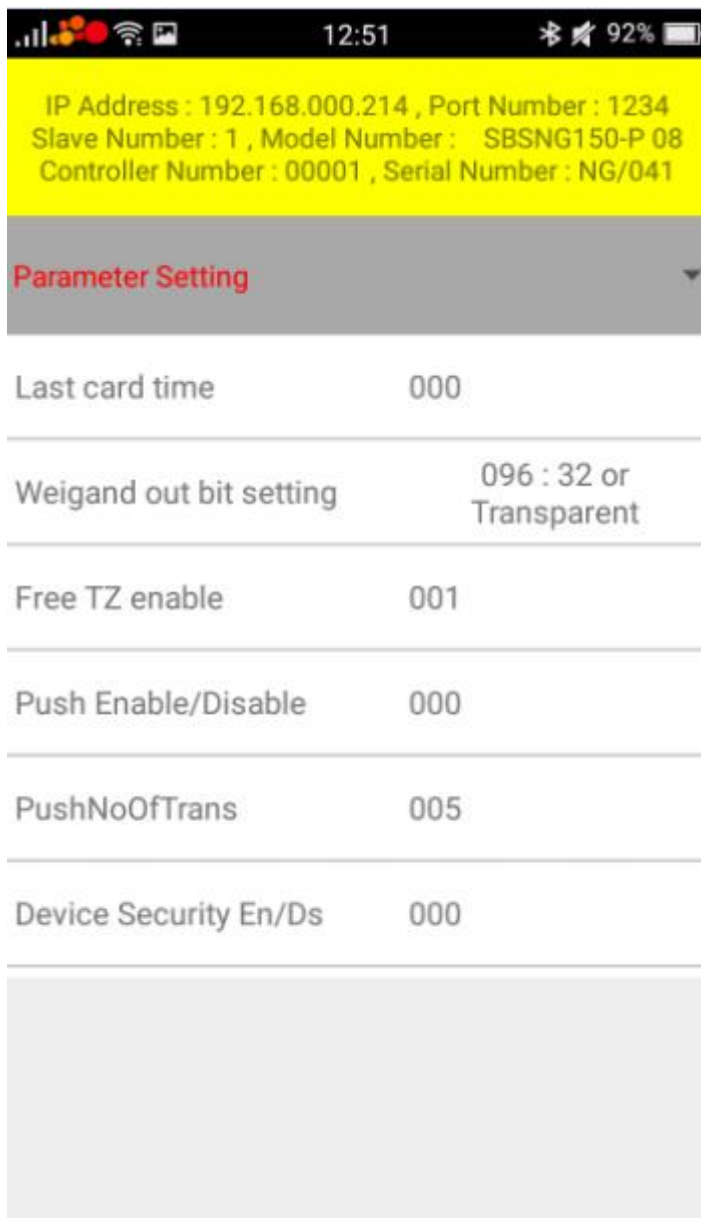 12:51 92%
IP Address : 192.168.000.214 , Port Number : 1234
Slave Number : 1 , Model Number : SBSNG150-P 08
Controller Number : 00001 , Serial Number : NG/041
Parameter Setting
Last card time 000
Weigand out bit setting 096 : 32 or
Transparent
Free TZ enable 001
Push Enable/Disable 000
PushNoOfTrans 005
Device Security En/Ds 000